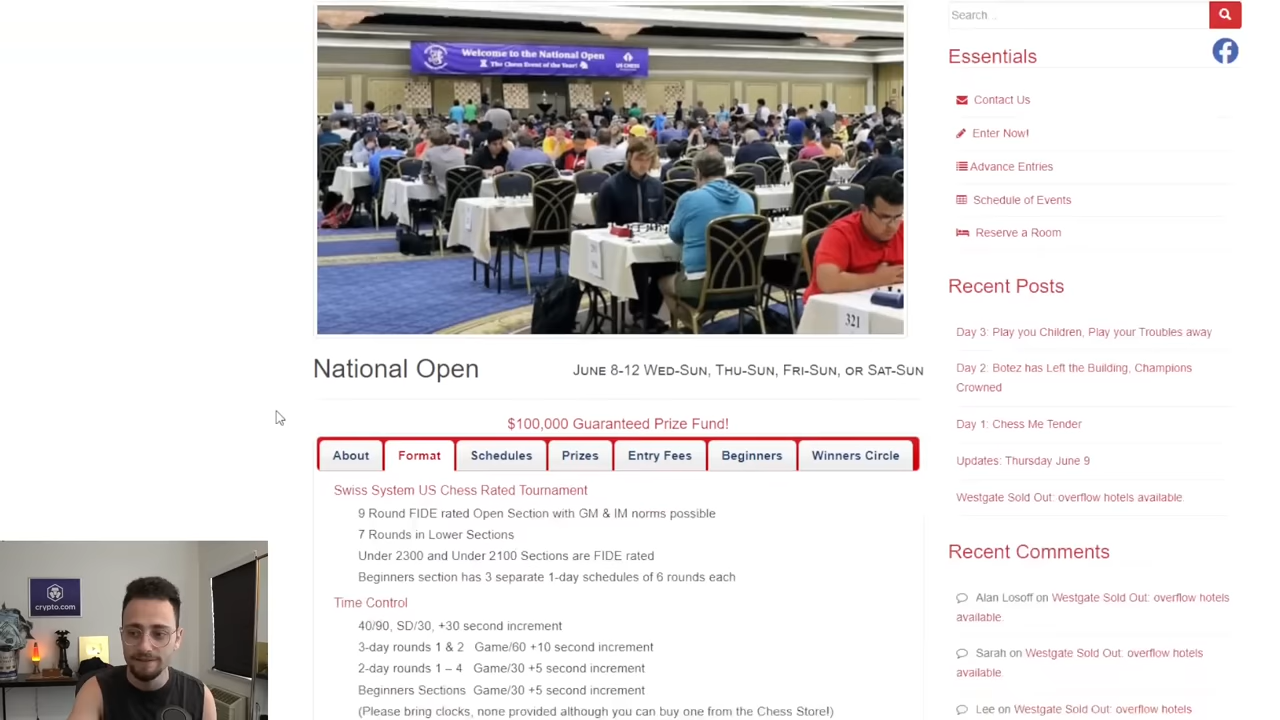 Welcome to the National Open
The Chess Event of the Year!
US CHESS
321
crypto.com
National Open
June 8-12 Wed-Sun, Thu-Sun, Fri-Sun, or Sat-Sun
$100,000 Guaranteed Prize Fund!
About Format Schedules Prizes Entry Fees Beginners Winners Circle
Swiss System US Chess Rated Tournament
9 Round FIDE rated Open Section with GM & IM norms possible
7 Rounds in Lower Sections
Under 2300 and Under 2100 Sections are FIDE rated
Beginners section has 3 separate 1-day schedules of 6 rounds each
Time Control
40/90, SD/30, +30 second increment
3-day rounds 1 & 2 Game/60 +10 second increment
2-day rounds 1 – 4 Game/30 +5 second increment
Beginners Sections Game/30 +5 second increment
(Please bring clocks, none provided although you can buy one from the Chess Store!)
Search...
Essentials
Contact Us
Enter Now!
Advance Entries
Schedule of Events
Reserve a Room
Recent Posts
Day 3: Play you Children, Play your Troubles away
Day 2: Botez has Left the Building, Champions
Crowned
Day 1: Chess Me Tender
Updates: Thursday June 9
Westgate Sold Out: overflow hotels available.
Recent Comments
Alan Losoff on Westgate Sold Out: overflow hotels
available.
Sarah on Westgate Sold Out: overflow hotels
available.
Lee on Westgate Sold Out: overflow hotels